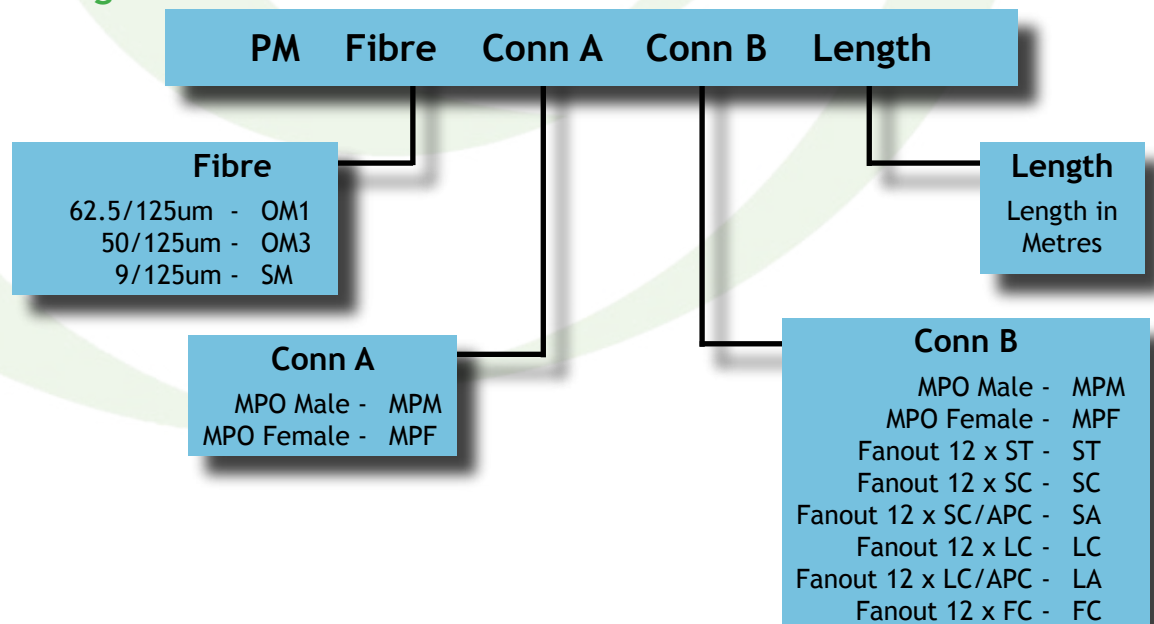 PM Fibre Conn A Conn B Length
Fibre
62.5/125um - OM1
50/125um - OM3
9/125um - SM
Length
Length in
Metres
Conn A
MPO Male - MPM
MPO Female - MPF
Conn B
MPO Male - MPM
MPO Female - MPF
Fanout 12 x ST - ST
Fanout 12 x SC - SC
Fanout 12 x SC/APC - SA
Fanout 12 x LC - LC
Fanout 12 x LC/APC - LA
Fanout 12 x FC - FC